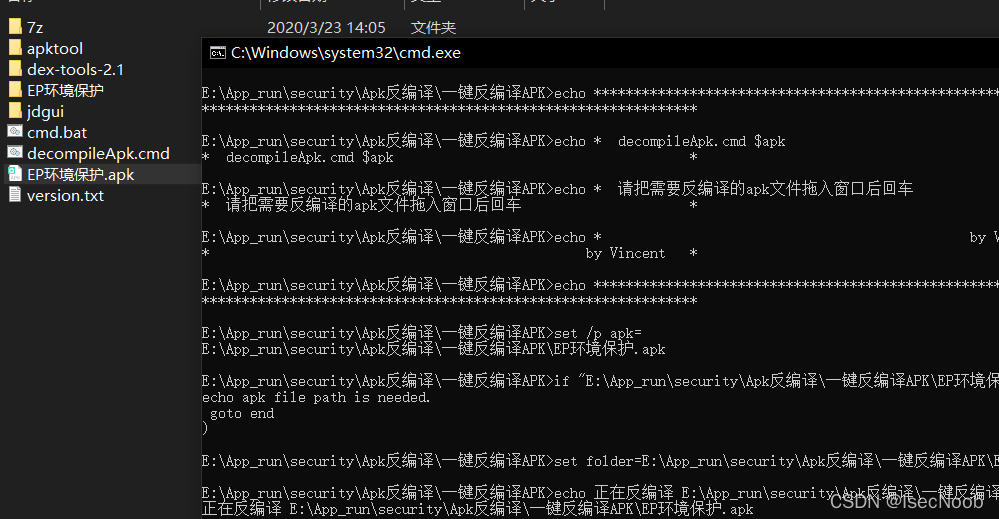 2020/3/23 14:05 文件夹
7z
apktool
dex-tools-2.1
EP环境保护
jdgui
cmd.bat
decompileApk.cmd
EP环境保护.apk
version.txt
C:\Windows\system32\cmd.exe
E:\App_run\security\Apk反编译\一键反编译APK>echo **************************************************
**************************************************************
E:\App_run\security\Apk反编译\一键反编译APK>echo *  decompileApk.cmd $apk
*  decompileApk.cmd $apk                                     *
E:\App_run\security\Apk反编译\一键反编译APK>echo *  请把需要反编译的apk文件拖入窗口后回车
*  请把需要反编译的apk文件拖入窗口后回车                     *
E:\App_run\security\Apk反编译\一键反编译APK>echo *                                              by
*                                               by Vincent   *
E:\App_run\security\Apk反编译\一键反编译APK>echo **************************************************
**************************************************************
E:\App_run\security\Apk反编译\一键反编译APK>set /p apk=
E:\App_run\security\Apk反编译\一键反编译APK\EP环境保护.apk
E:\App_run\security\Apk反编译\一键反编译APK>if "E:\App_run\security\Apk反编译\一键反编译APK\EP环境保
echo apk file path is needed.
goto end
)
E:\App_run\security\Apk反编译\一键反编译APK>set folder=E:\App_run\security\Apk反编译\一键反编译APK\E
E:\App_run\security\Apk反编译\一键反编译APK>echo 正在反编译 E:\App_run\security\Apk反编译\一键反编译
正在反编译 E:\App_run\security\Apk反编译\一键反编译APK\EP环境保护.apk
CSDN @IsecNoob